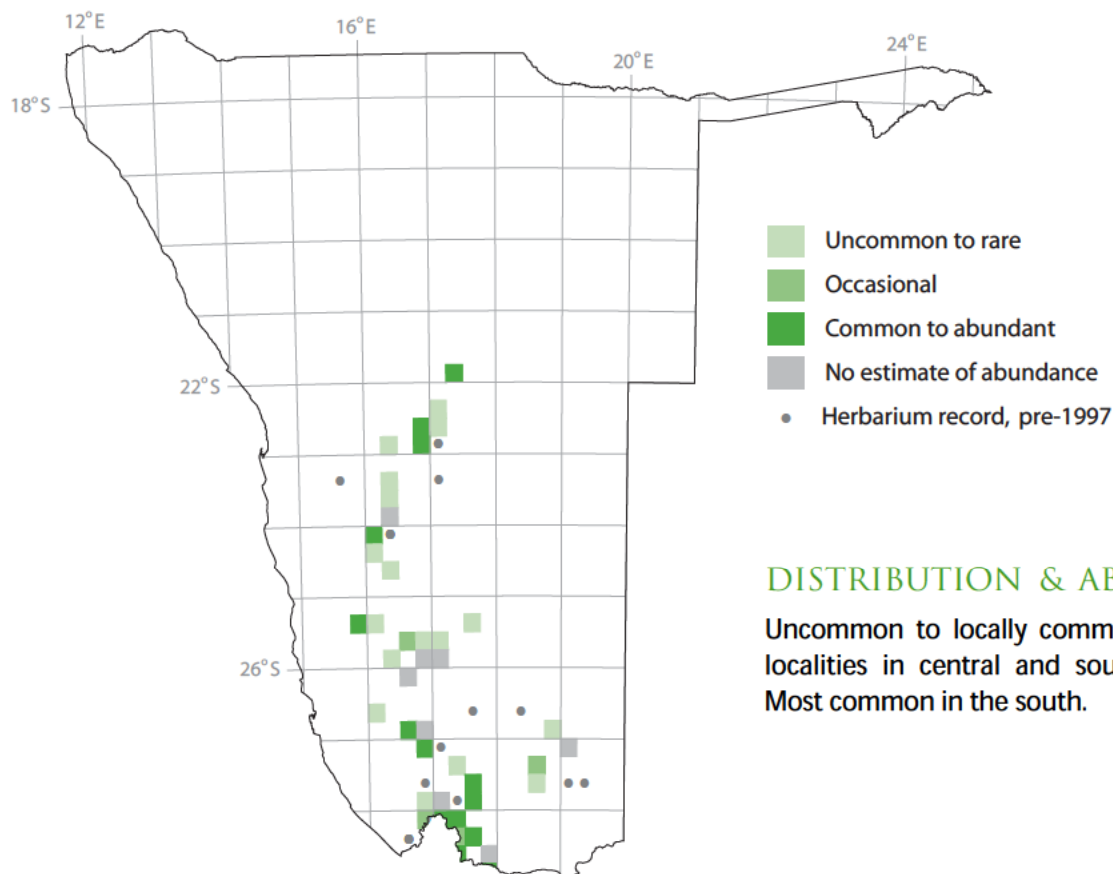 12°E
16°E
20°E
24°E
18°S
22°S
26°S
Uncommon to rare
Occasional
Common to abundant
No estimate of abundance
Herbarium record, pre-1997
DISTRIBUTION & AB
Uncommon to locally comm
localities in central and sou
Most common in the south.